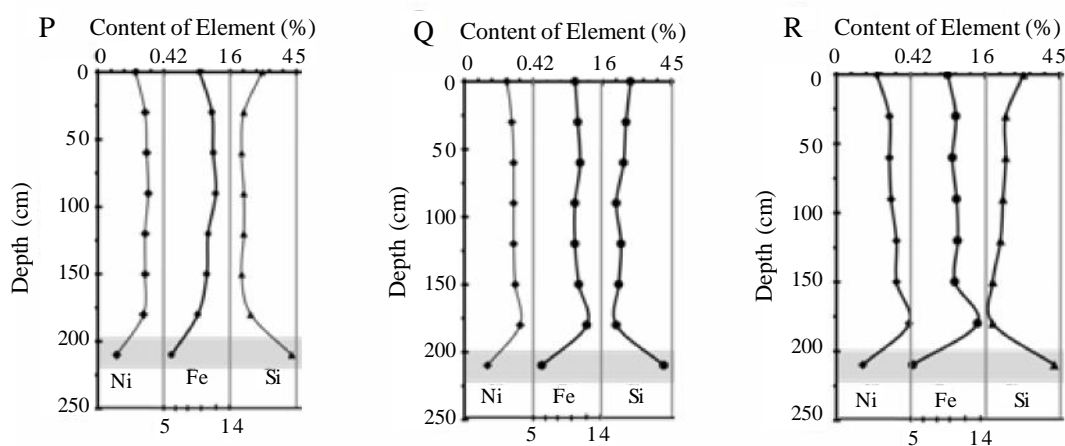 P Content of Element (%)
0 0.42 16 45
0
50
100
150
200
250
Depth (cm)
Ni Fe Si
5 14
Q Content of Element (%)
0 0.42 16 45
0
50
100
150
200
250
Depth (cm)
Ni Fe Si
5 14
R Content of Element (%)
0 0.42 16 45
0
50
100
150
200
250
Depth (cm)
Ni Fe Si
5 14